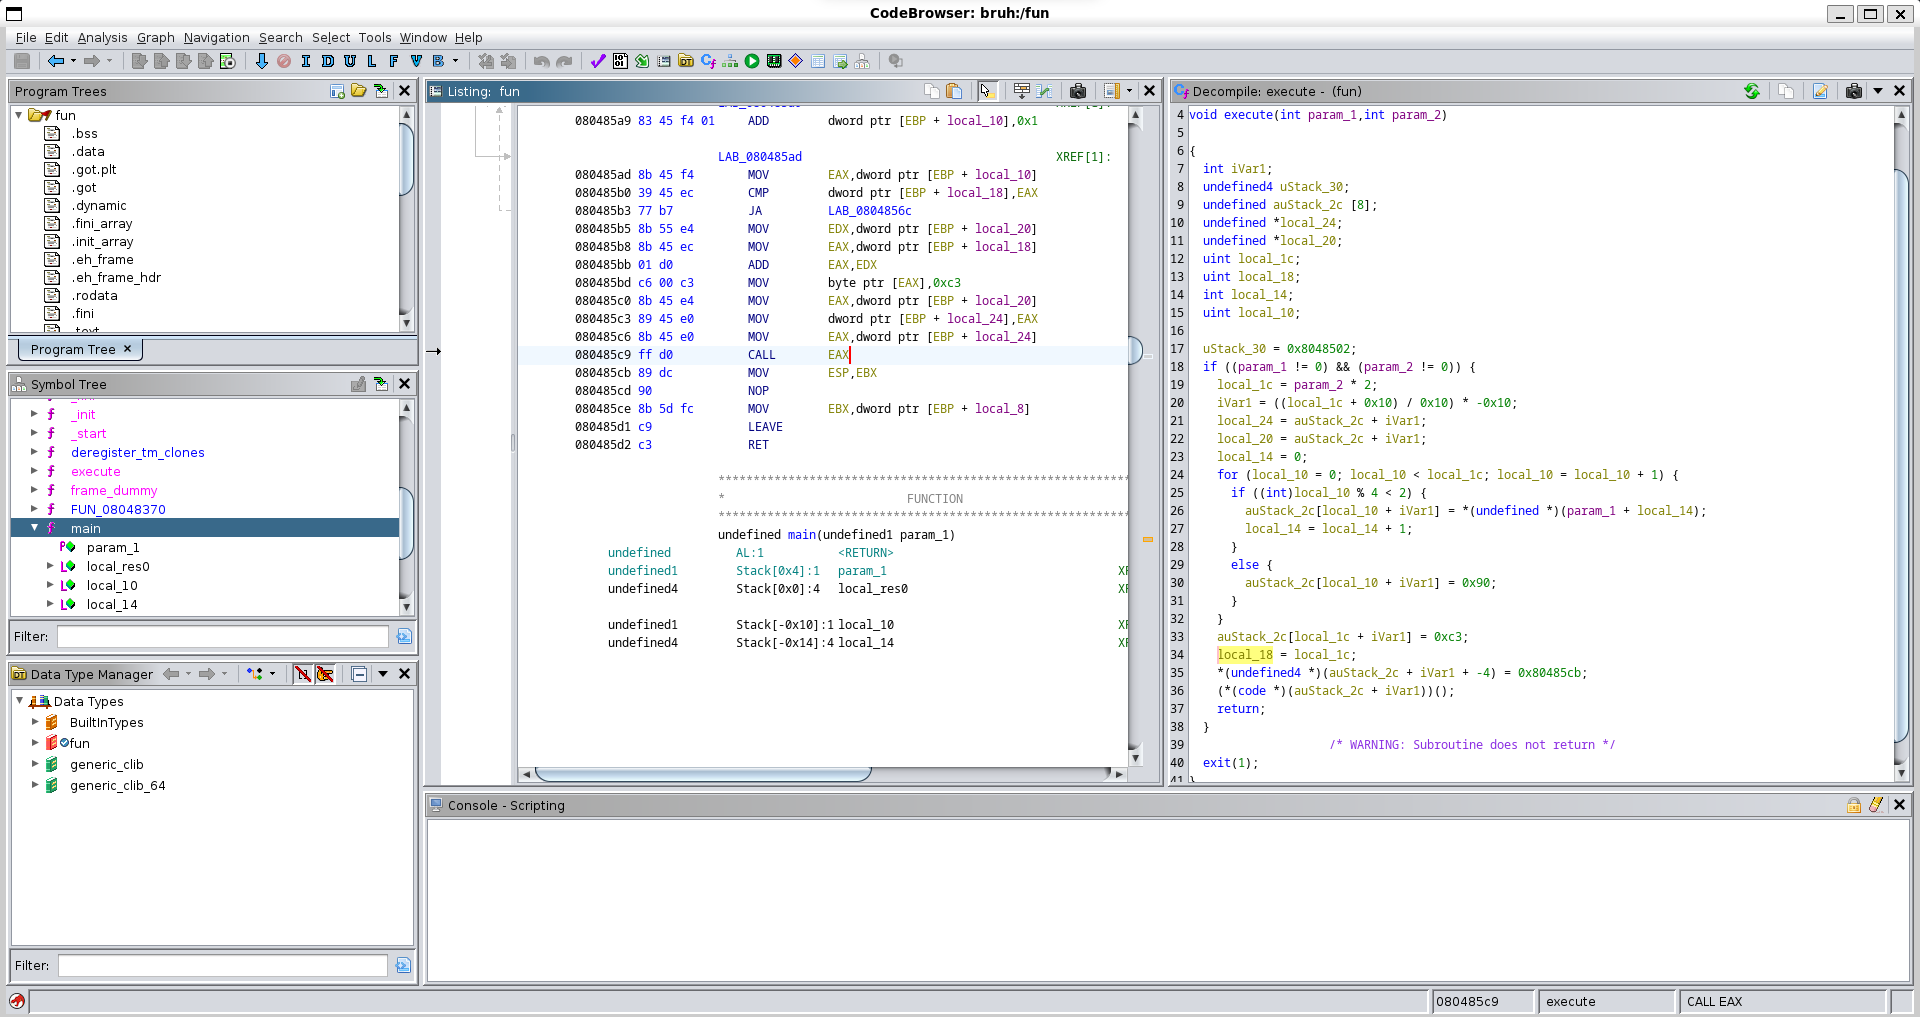 CodeBrowser: bruh:/fun
File Edit Analysis Graph Navigation Search Select Tools Window Help
I D U L F V B
Program Trees
fun
.bss
.data
.got.plt
.got
.dynamic
.fini_array
.init_array
.eh_frame
.eh_frame_hdr
.rodata
.fini
.text
Program Tree ×
Symbol Tree
_init
_start
deregister_tm_clones
execute
frame_dummy
FUN_08048370
main
param_1
local_res0
local_10
local_14
Filter:
Data Type Manager
Data Types
BuiltInTypes
fun
generic_clib
generic_clib_64
Filter:
Listing: fun
080485a9 83 45 f4 01 ADD dword ptr [EBP + local_10],0x1
LAB_080485ad XREF[1]:
080485ad 8b 45 f4 MOV EAX,dword ptr [EBP + local_10]
080485b0 39 45 ec CMP dword ptr [EBP + local_18],EAX
080485b3 77 b7 JA LAB_0804856c
080485b5 8b 55 e4 MOV EDX,dword ptr [EBP + local_20]
080485b8 8b 45 ec MOV EAX,dword ptr [EBP + local_18]
080485bb 01 d0 ADD EAX,EDX
080485bd c6 00 c3 MOV byte ptr [EAX],0xc3
080485c0 8b 45 e4 MOV EAX,dword ptr [EBP + local_20]
080485c3 89 45 e0 MOV dword ptr [EBP + local_24],EAX
080485c6 8b 45 e0 MOV EAX,dword ptr [EBP + local_24]
080485c9 ff d0 CALL EAX
080485cb 89 dc MOV ESP,EBX
080485cd 90 NOP
080485ce 8b 5d fc MOV EBX,dword ptr [EBP + local_8]
080485d1 c9 LEAVE
080485d2 c3 RET
**********************************************************
* FUNCTION
**********************************************************
undefined main(undefined1 param_1)
undefined AL:1 <RETURN>
undefined1 Stack[0x4]:1 param_1
undefined4 Stack[0x0]:4 local_res0
undefined1 Stack[-0x10]:1 local_10
undefined4 Stack[-0x14]:4 local_14
Decompile: execute - (fun)
4 void execute(int param_1,int param_2)
5
6 {
7 int iVar1;
8 undefined4 uStack_30;
9 undefined auStack_2c [8];
10 undefined *local_24;
11 undefined *local_20;
12 uint local_1c;
13 uint local_18;
14 int local_14;
15 uint local_10;
16
17 uStack_30 = 0x8048502;
18 if ((param_1 != 0) && (param_2 != 0)) {
19 local_1c = param_2 * 2;
20 iVar1 = ((local_1c + 0x10) / 0x10) * -0x10;
21 local_24 = auStack_2c + iVar1;
22 local_20 = auStack_2c + iVar1;
23 local_14 = 0;
24 for (local_10 = 0; local_10 < local_1c; local_10 = local_10 + 1) {
25 if ((int)local_10 % 4 < 2) {
26 auStack_2c[local_10 + iVar1] = *(undefined *)(param_1 + local_14);
27 local_14 = local_14 + 1;
28 }
29 else {
30 auStack_2c[local_10 + iVar1] = 0x90;
31 }
32 }
33 auStack_2c[local_1c + iVar1] = 0xc3;
34 local_18 = local_1c;
35 *(undefined4 *)(auStack_2c + iVar1 + -4) = 0x80485cb;
36 (*(code *)(auStack_2c + iVar1))();
37 return;
38 }
39 /* WARNING: Subroutine does not return */
40 exit(1);
41 }
Console - Scripting
080485c9 execute CALL EAX